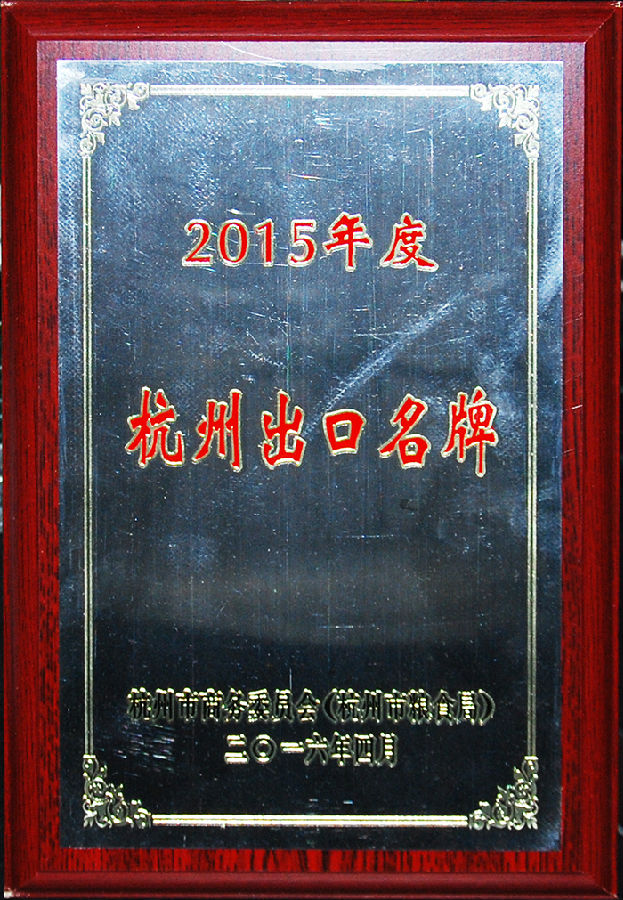 2015年度
杭州出口名牌
杭州市商务委员会（杭州市粮食局）
二〇一六年四月